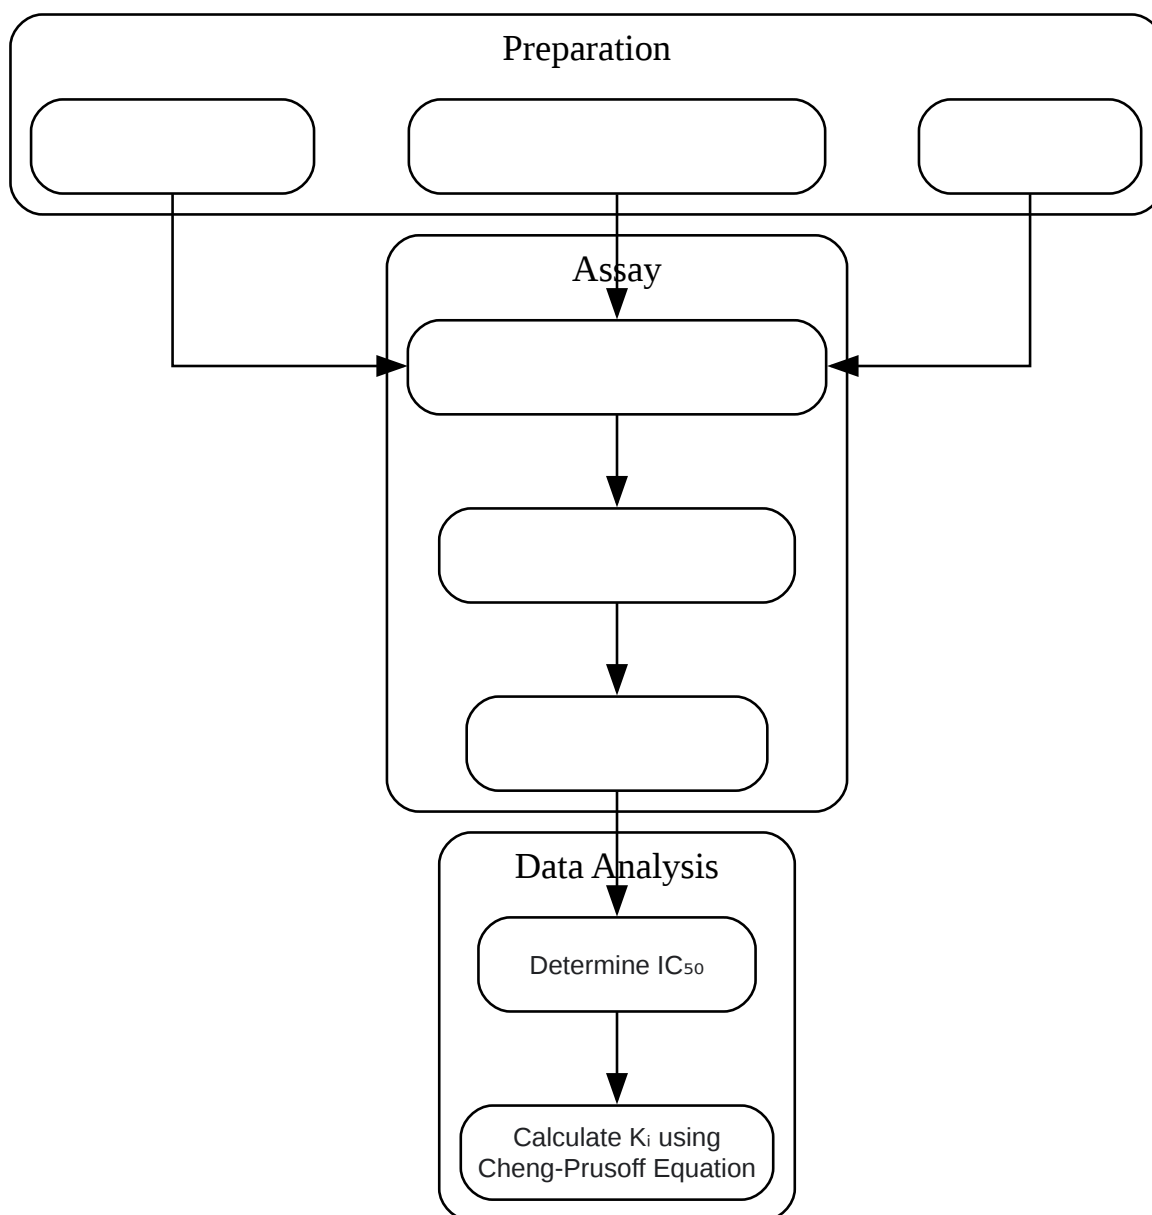 Preparation
Assay
Data Analysis
Determine IC₅₀
Calculate Kᵢ using
Cheng-Prusoff Equation